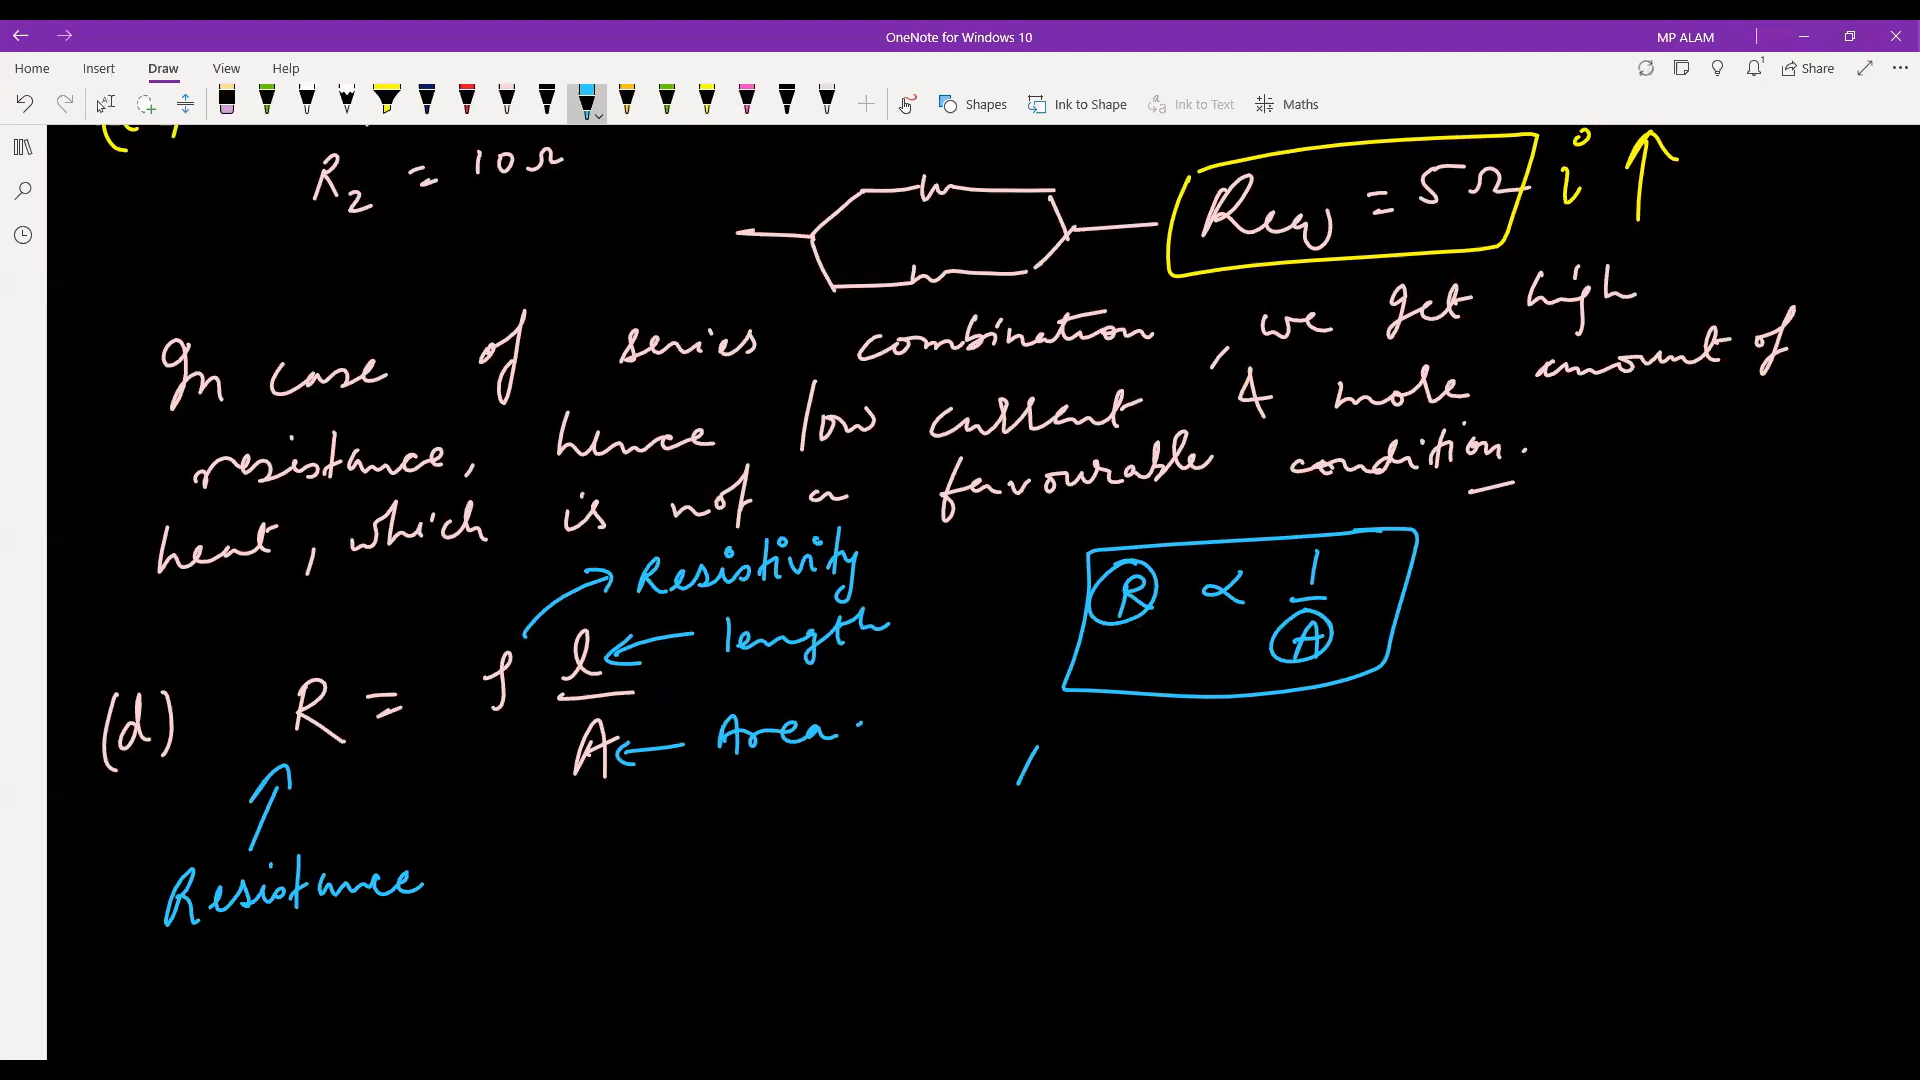 OneNote for Windows 10
MP ALAM
Home Insert Draw View Help
Share
Shapes Ink to Shape Ink to Text Maths
R2 = 10 Ω
Req = 5 Ω i ↑
In case of series combination, we get high
resistance, hence low current & more amount of
heat, which is not a favourable condition.
→ Resistivity
R ∝ 1/A
← length
(d) R = ρ l/A
← Area.
Resistance